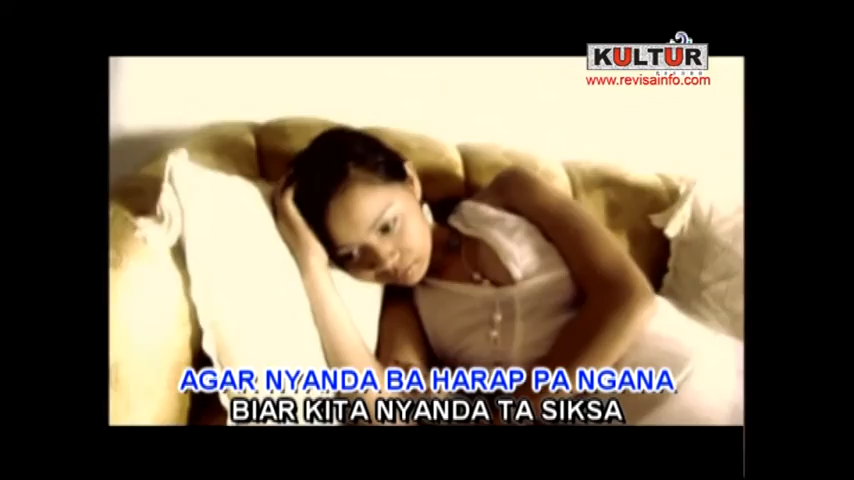 KULTUR
www.revisainfo.com
AGAR NYANDA BA HARAP PA NGANA
BIAR KITA NYANDA TA SIKSA